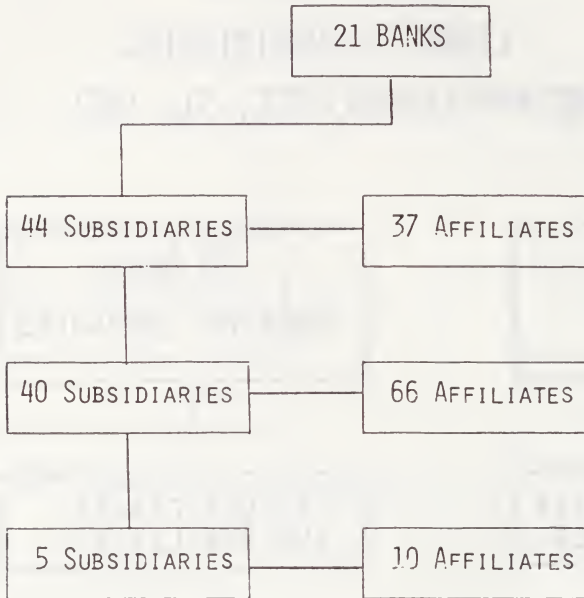 21 BANKS
44 SUBSIDIARIES
37 AFFILIATES
40 SUBSIDIARIES
66 AFFILIATES
5 SUBSIDIARIES
10 AFFILIATES